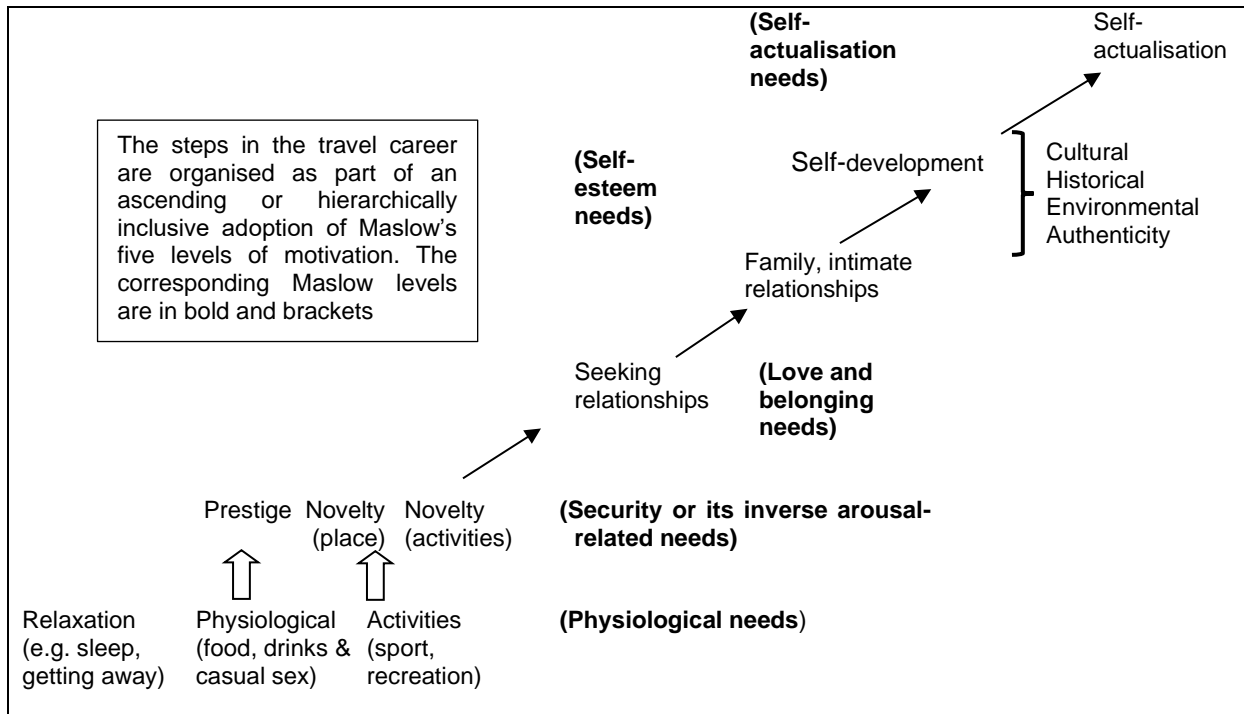 (Self-
actualisation
needs)
Self-
actualisation
The steps in the travel career
are organised as part of an
ascending or hierarchically
inclusive adoption of Maslow's
five levels of motivation. The
corresponding Maslow levels
are in bold and brackets
(Self-
esteem
needs)
Self-development
Cultural
Historical
Environmental
Authenticity
Family, intimate
relationships
Seeking
relationships
(Love and
belonging
needs)
Prestige
Novelty
(place)
Novelty
(activities)
(Security or its inverse arousal-
related needs)
Relaxation
(e.g. sleep,
getting away)
Physiological
(food, drinks &
casual sex)
Activities
(sport,
recreation)
(Physiological needs)